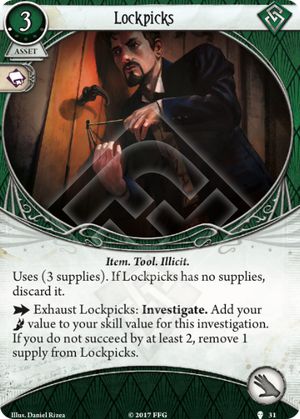 3
Lockpicks
ASSET
Item. Tool. Illicit.
Uses (3 supplies). If Lockpicks has no supplies,
discard it.
Exhaust Lockpicks: Investigate. Add your
value to your skill value for this investigation.
If you do not succeed by at least 2, remove 1
supply from Lockpicks.
Illus. Daniel Rizea
© 2017 FFG
31